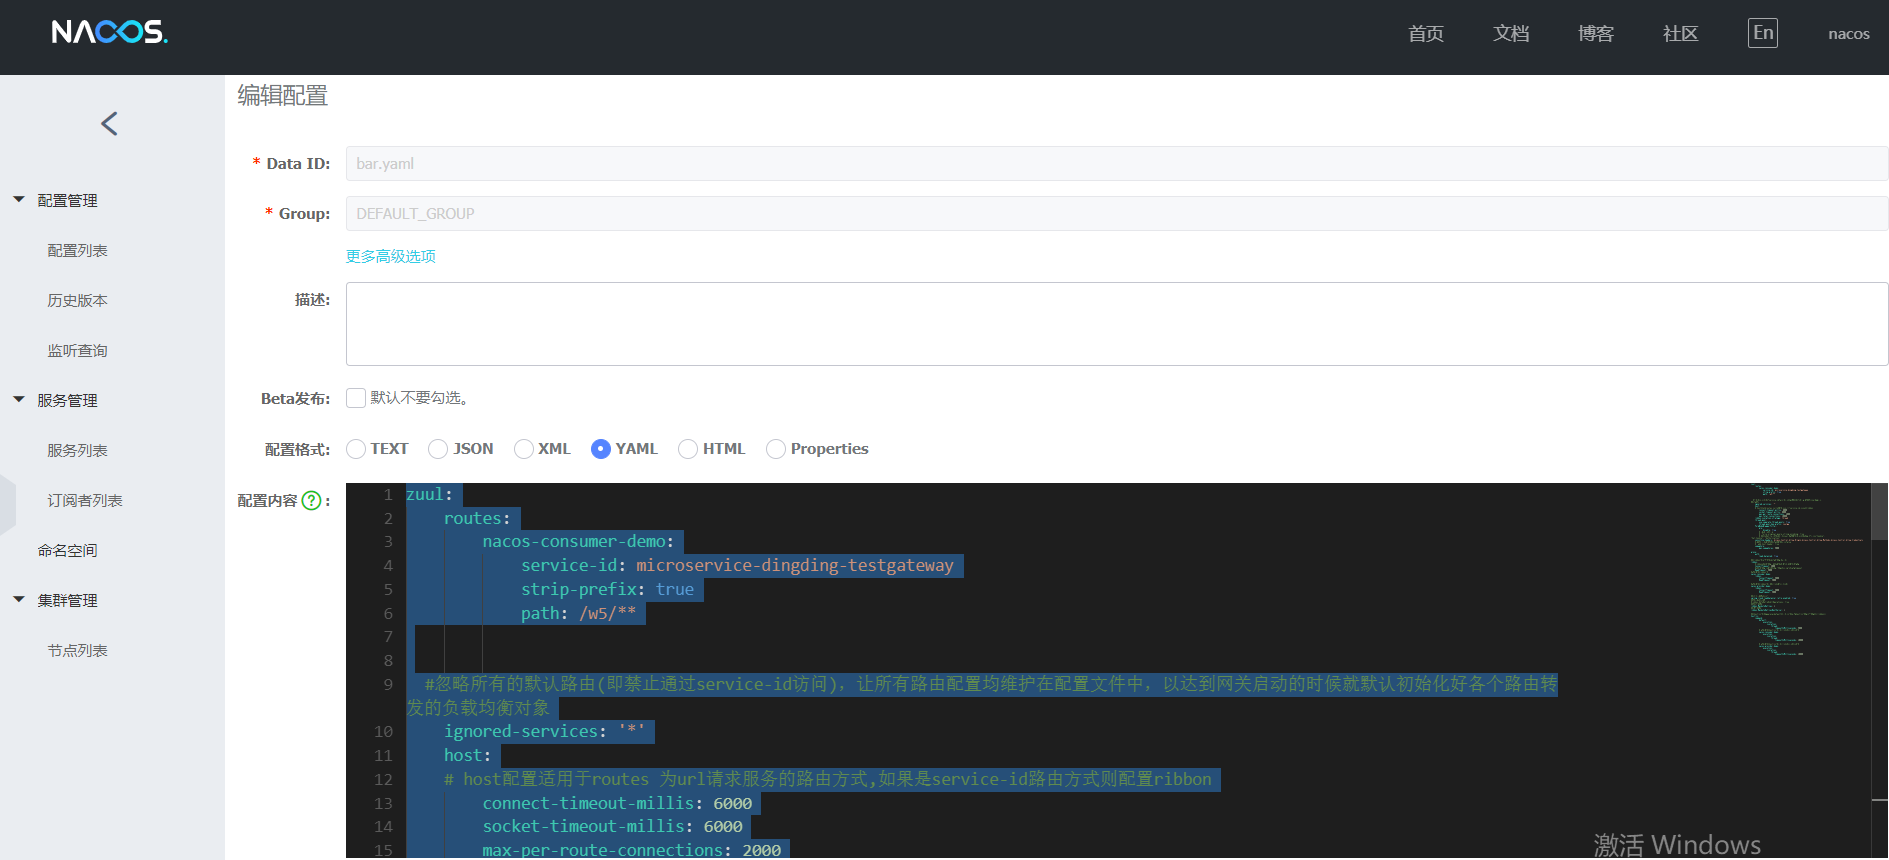 NACOS.
首页
文档
博客
社区
En
nacos
编辑配置
配置管理
配置列表
历史版本
监听查询
服务管理
服务列表
订阅者列表
命名空间
集群管理
节点列表
* Data ID:
bar.yaml
* Group:
DEFAULT_GROUP
更多高级选项
描述:
Beta发布:
默认不要勾选。
配置格式:
TEXT
JSON
XML
YAML
HTML
Properties
配置内容 ? :
1 zuul:
2 routes:
3 nacos-consumer-demo:
4 service-id: microservice-dingding-testgateway
5 strip-prefix: true
6 path: /w5/**
7
8
9 #忽略所有的默认路由(即禁止通过service-id访问)，让所有路由配置均维护在配置文件中，以达到网关启动的时候就默认初始化好各个路由转
发的负载均衡对象
10 ignored-services: '*'
11 host:
12 # host配置适用于routes 为url请求服务的路由方式,如果是service-id路由方式则配置ribbon
13 connect-timeout-millis: 6000
14 socket-timeout-millis: 6000
15 max-per-route-connections: 2000
激活 Windows